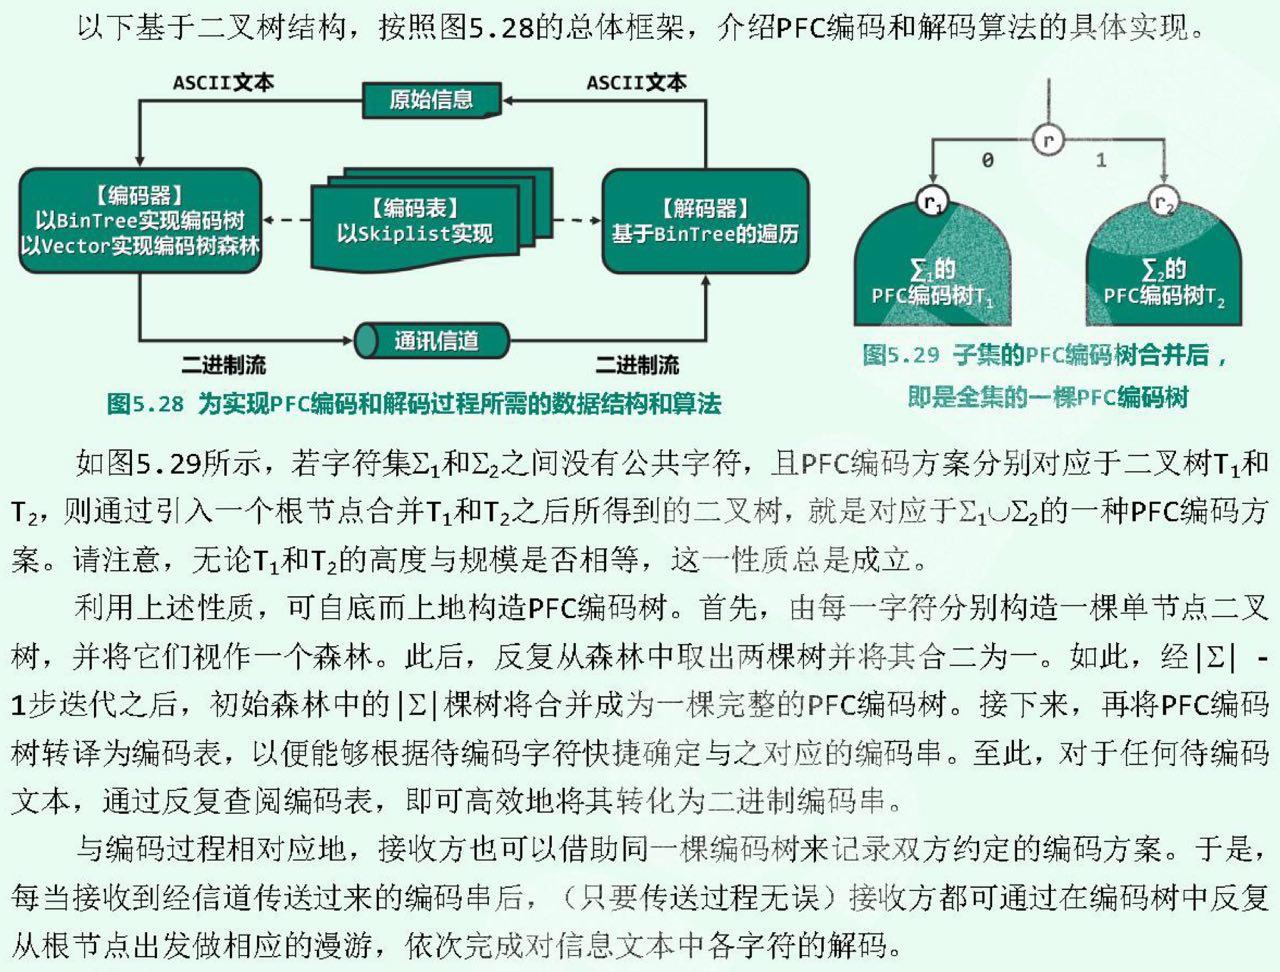 以下基于二叉树结构，按照图5.28的总体框架，介绍PFC编码和解码算法的具体实现。
ASCII文本
原始信息
ASCII文本
【编码器】
以BinTree实现编码树
以Vector实现编码树森林
【编码表】
以Skiplist实现
【解码器】
基于BinTree的遍历
二进制流
通讯信道
二进制流
图5.28 为实现PFC编码和解码过程所需的数据结构和算法
r
0
1
r₁
r₂
∑₁的
PFC编码树T₁
∑₂的
PFC编码树T₂
图5.29 子集的PFC编码树合并后，
即是全集的一棵PFC编码树
如图5.29所示，若字符集Σ₁和Σ₂之间没有公共字符，且PFC编码方案分别对应于二叉树T₁和
T₂，则通过引入一个根节点合并T₁和T₂之后所得到的二叉树，就是对应于Σ₁∪Σ₂的一种PFC编码方
案。请注意，无论T₁和T₂的高度与规模是否相等，这一性质总是成立。
利用上述性质，可自底而上地构造PFC编码树。首先，由每一字符分别构造一棵单节点二叉
树，并将它们视作一个森林。此后，反复从森林中取出两棵树并将其合二为一。如此，经|Σ| -
1步迭代之后，初始森林中的|Σ|棵树将合并成为一棵完整的PFC编码树。接下来，再将PFC编码
树转译为编码表，以便能够根据待编码字符快捷确定与之对应的编码串。至此，对于任何待编码
文本，通过反复查阅编码表，即可高效地将其转化为二进制编码串。
与编码过程相对应地，接收方也可以借助同一棵编码树来记录双方约定的编码方案。于是，
每当接收到经信道传送过来的编码串后，（只要传送过程无误）接收方都可通过在编码树中反复
从根节点出发做相应的漫游，依次完成对信息文本中各字符的解码。